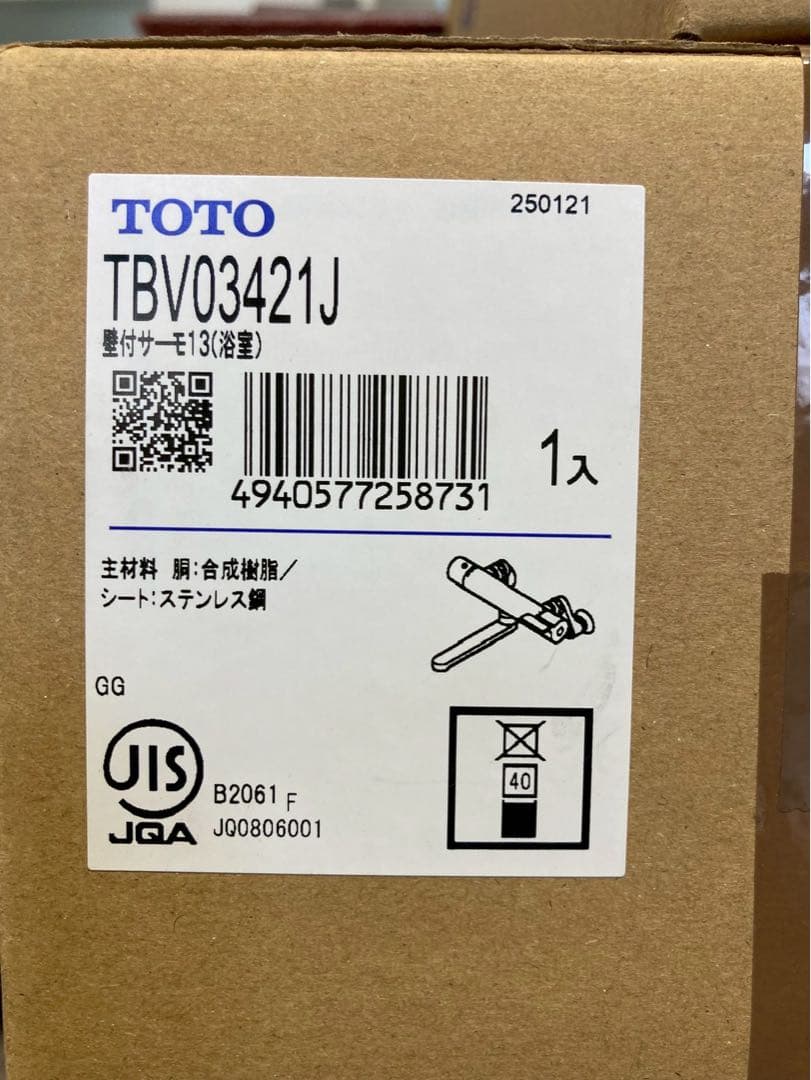 TOTO
250121
TBV03421J
壁付サーモ13(浴室)
4940577258731
1入
主材料 胴:合成樹脂/
シート:ステンレス鋼
GG
JIS
B2061 F
JQA
JQ0806001
40